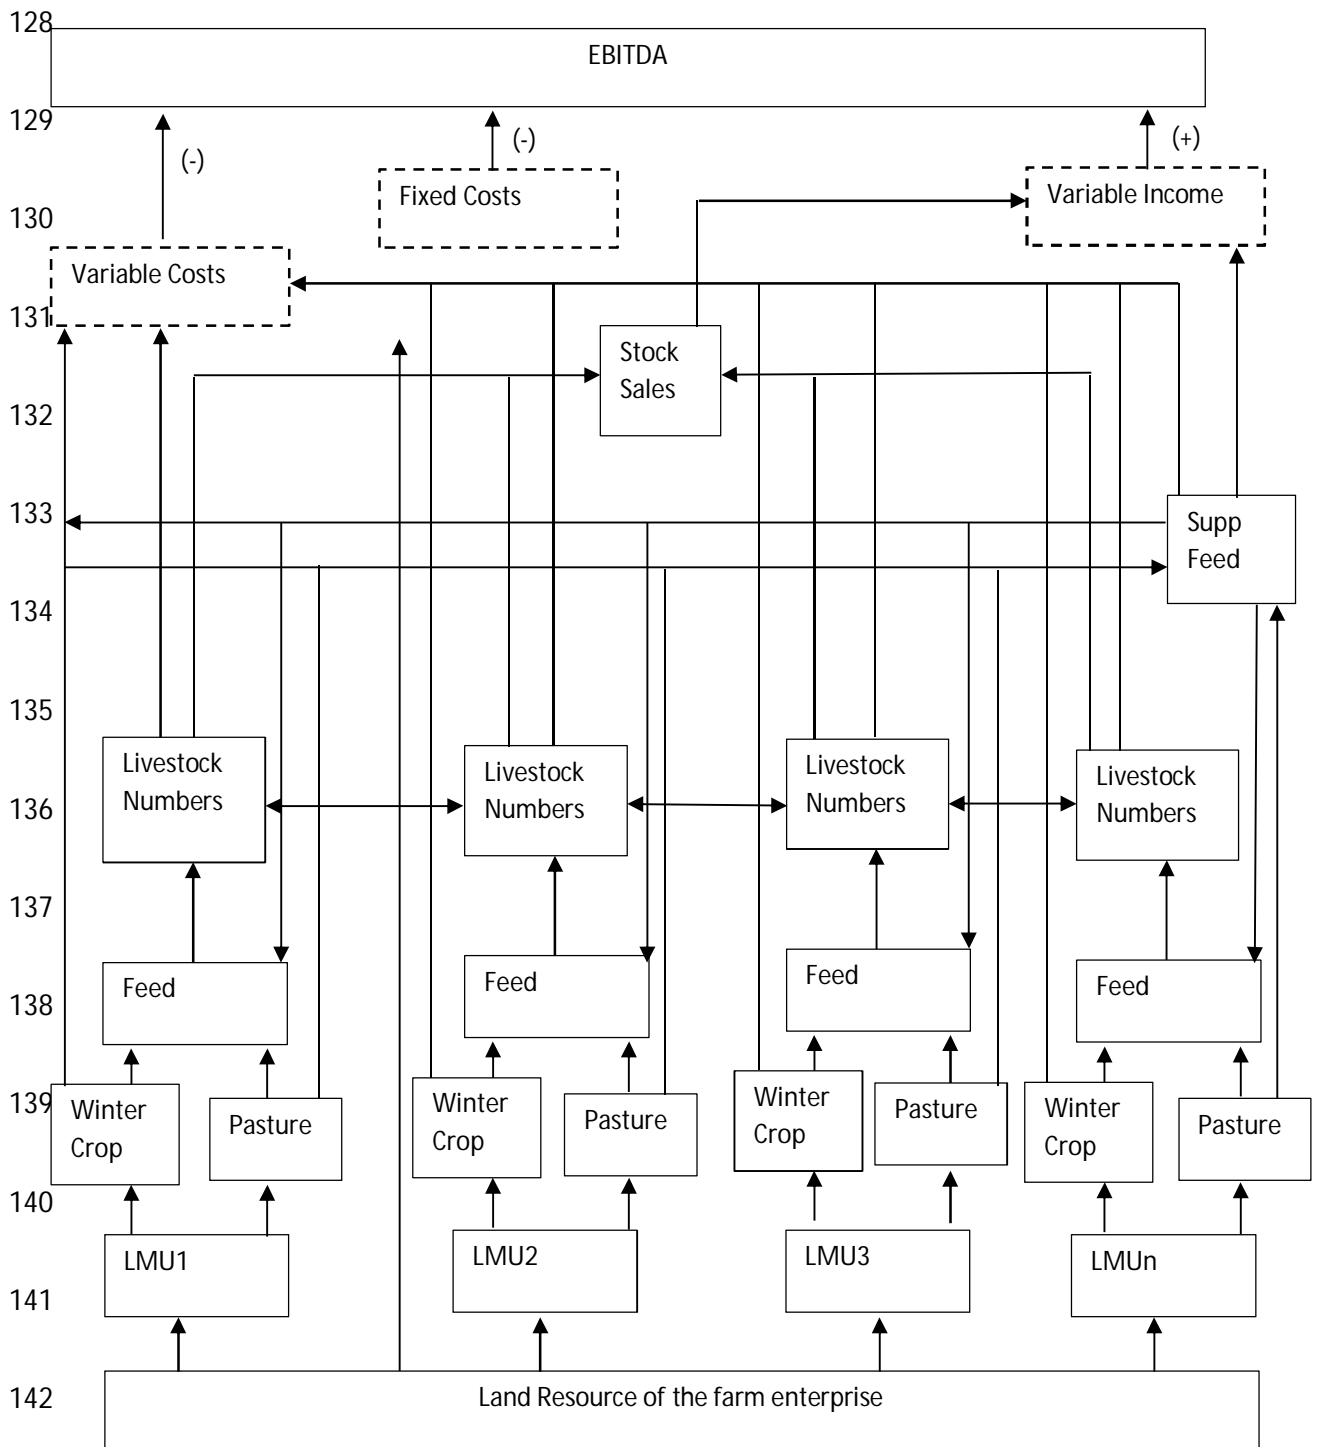 128
EBITDA
129
(-)
(-)
(+)
Fixed Costs
Variable Income
130
Variable Costs
131
Stock
Sales
132
133
Supp
Feed
134
135
Livestock
Numbers
Livestock
Numbers
Livestock
Numbers
Livestock
Numbers
136
137
Feed
Feed
Feed
Feed
138
139
Winter
Crop
Pasture
Winter
Crop
Pasture
Winter
Crop
Pasture
Winter
Crop
Pasture
140
LMU1
LMU2
LMU3
LMUn
141
142
Land Resource of the farm enterprise